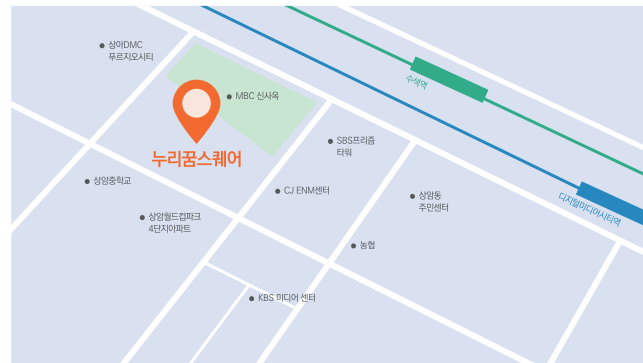 상아DMC
푸르지오시티
수색역
MBC 신사옥
누리꿈스퀘어
SBS프리즘
타워
상암중학교
CJ ENM센터
상암동
주민센터
디지털미디어시티역
상암월드컵파크
4단지아파트
농협
KBS 미디어 센터